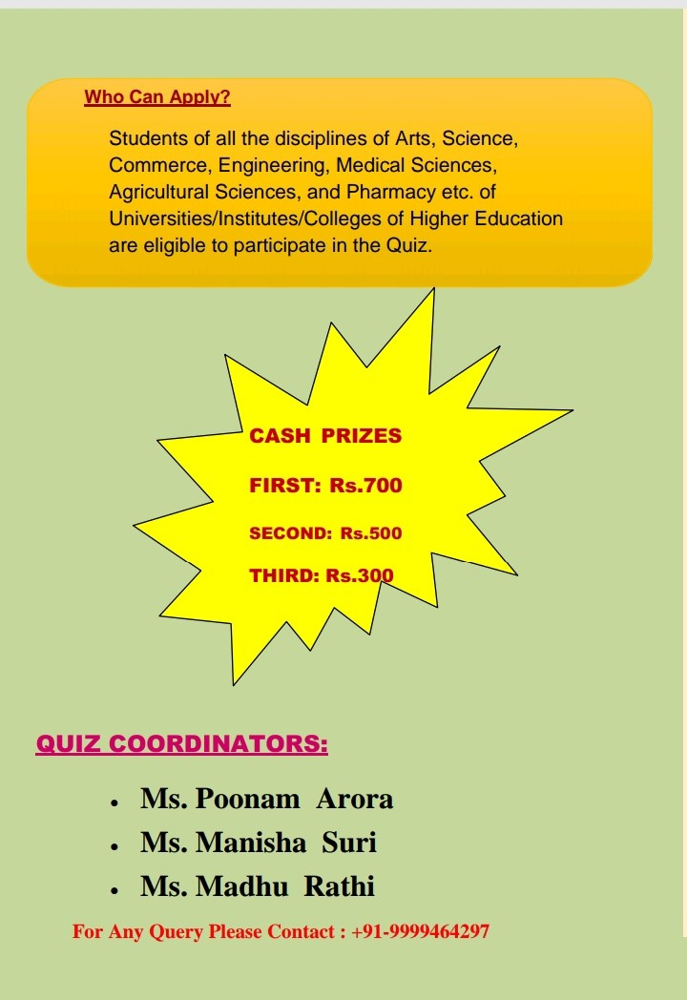 Who Can Apply?
Students of all the disciplines of Arts, Science,
Commerce, Engineering, Medical Sciences,
Agricultural Sciences, and Pharmacy etc. of
Universities/Institutes/Colleges of Higher Education
are eligible to participate in the Quiz.
CASH PRIZES
FIRST: Rs.700
SECOND: Rs.500
THIRD: Rs.300
QUIZ COORDINATORS:
• Ms. Poonam Arora
• Ms. Manisha Suri
• Ms. Madhu Rathi
For Any Query Please Contact : +91-9999464297